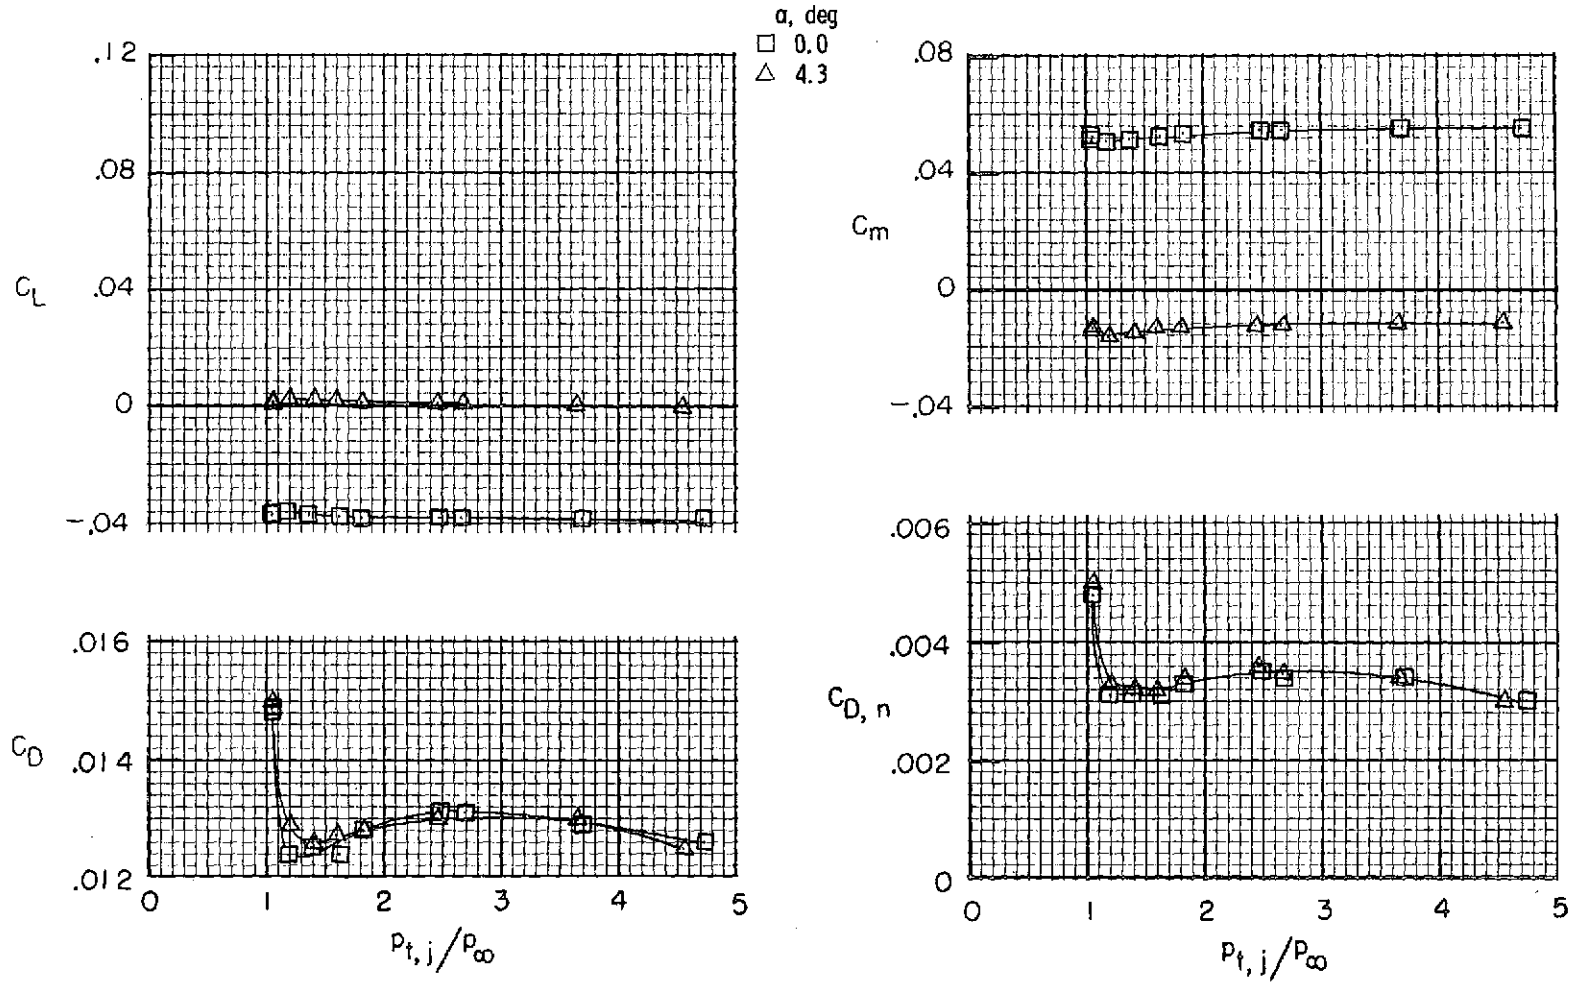 α, deg
□ 0.0
△ 4.3
.12
.08
.04
0
-.04
C_L
.08
.04
0
-.04
C_m
.016
.014
.012
C_D
0 1 2 3 4 5
p_t, j/p_∞
.006
.004
.002
0
C_D, n
0 1 2 3 4 5
p_t, j/p_∞